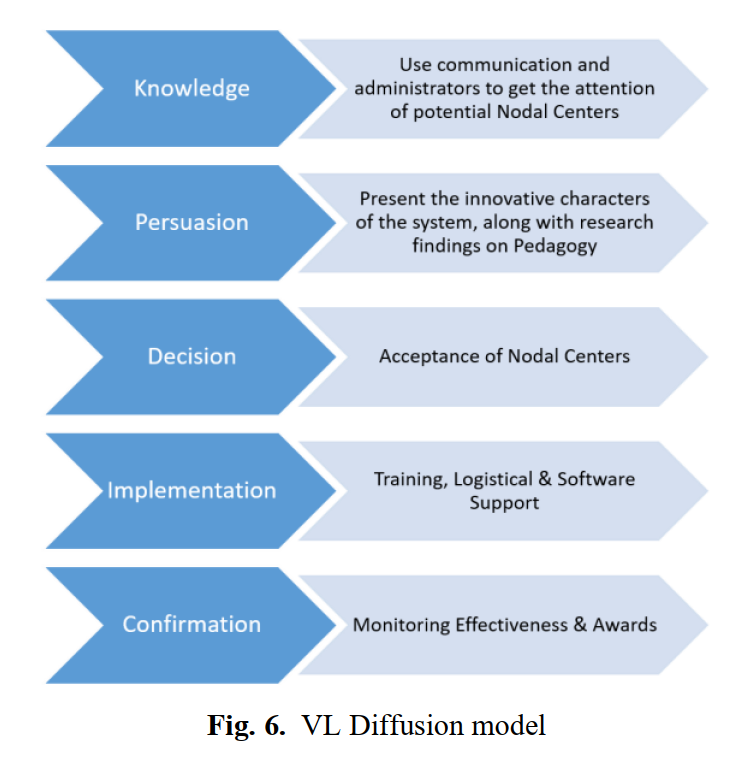 Knowledge
Use communication and
administrators to get the attention
of potential Nodal Centers
Persuasion
Present the innovative characters
of the system, along with research
findings on Pedagogy
Decision
Acceptance of Nodal Centers
Implementation
Training, Logistical & Software
Support
Confirmation
Monitoring Effectiveness & Awards
Fig. 6. VL Diffusion model